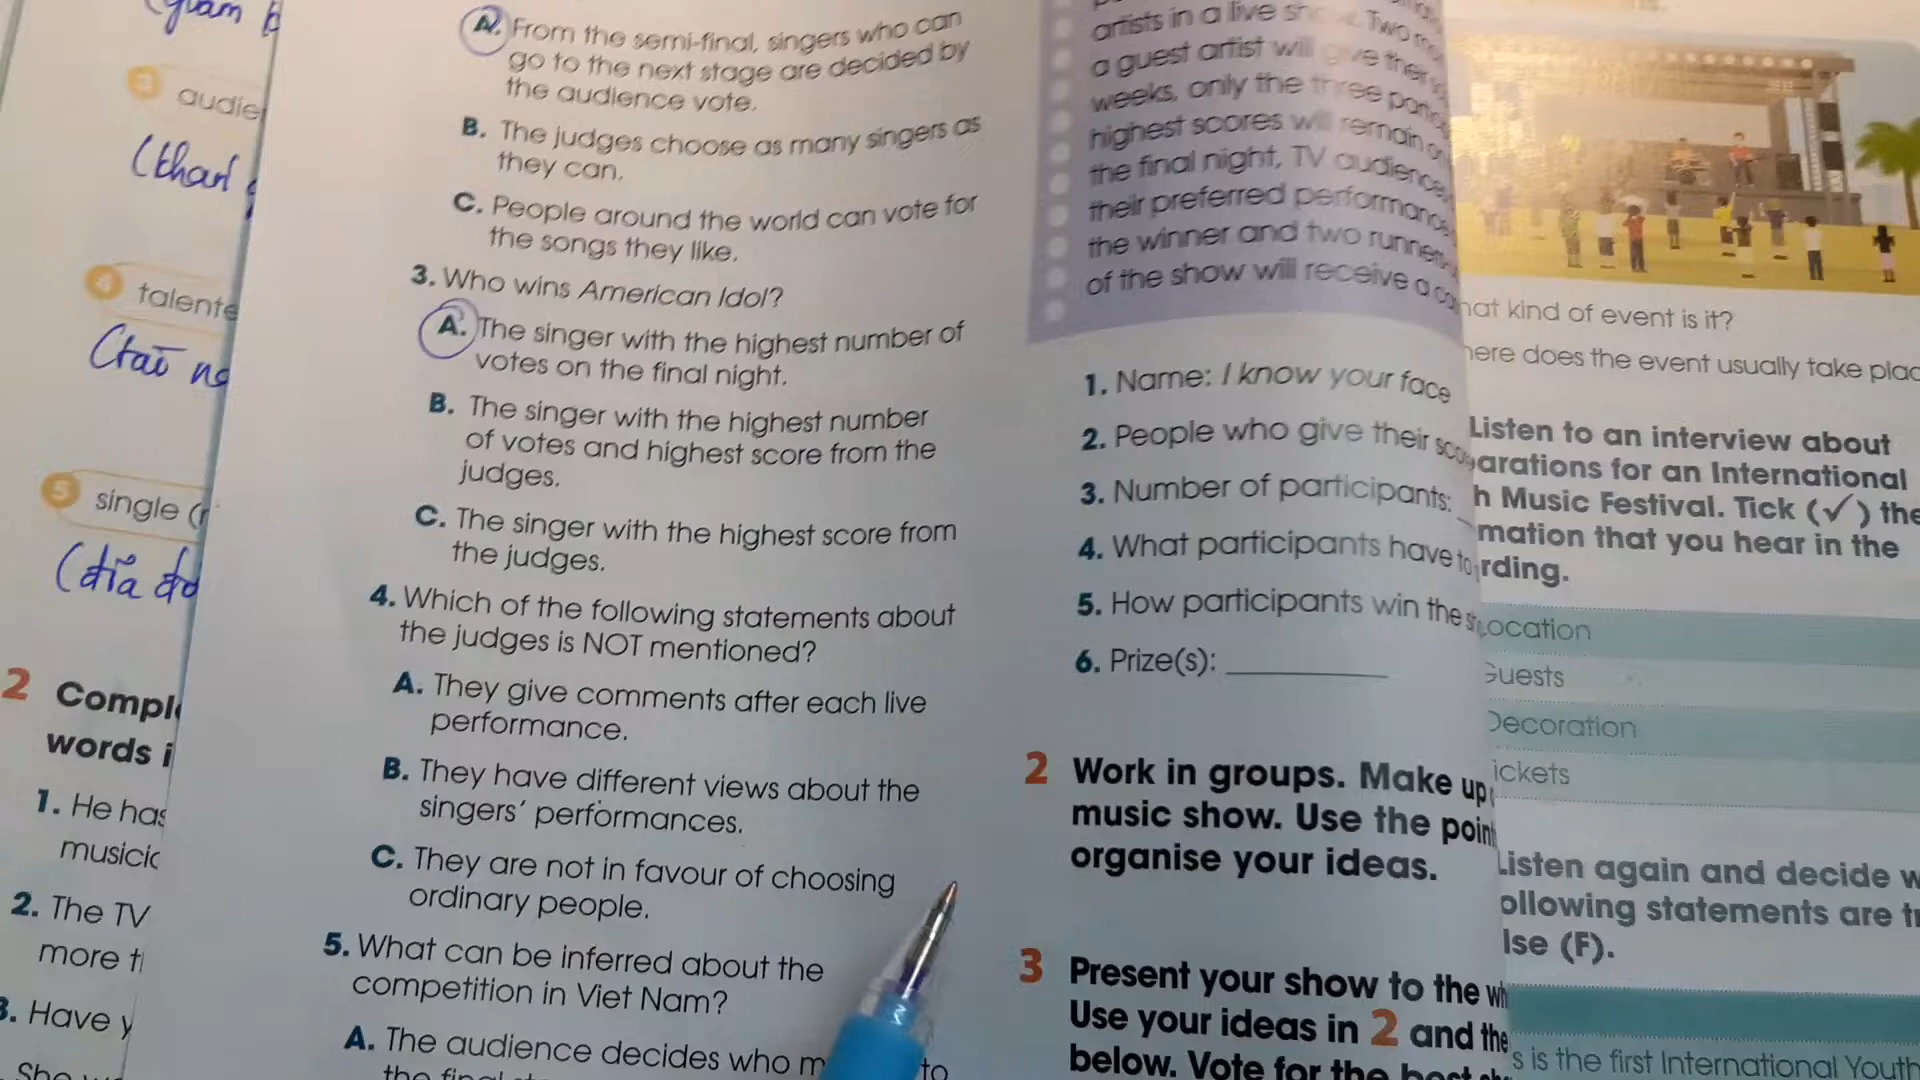 (giảm k
3 audie
4 talente
(tài n
5 single (
(đĩa đ
2 Compl
words i
1. He has
music
2. The TV
more t
3. Have y
She w
A. From the semi-final, singers who can
go to the next stage are decided by
the audience vote.
B. The judges choose as many singers as
they can.
C. People around the world can vote for
the songs they like.
3. Who wins American Idol?
A. The singer with the highest number of
votes on the final night.
B. The singer with the highest number
of votes and highest score from the
judges.
C. The singer with the highest score from
the judges.
4. Which of the following statements about
the judges is NOT mentioned?
A. They give comments after each live
performance.
B. They have different views about the
singers' performances.
C. They are not in favour of choosing
ordinary people.
5. What can be inferred about the
competition in Viet Nam?
A. The audience decides who m to
the final
artists in a live Two
a guest artist will give their
weeks, only the three
highest scores will remain
the final night, TV audience
their preferred performance
the winner and two runner
of the show will receive a
1. Name: I know your face
2. People who give their
3. Number of participants:
4. What participants have to
5. How participants win the
6. Prize(s):
2 Work in groups. Make up
music show. Use the poin
organise your ideas.
3 Present your show to the wh
Use your ideas in 2 and the
below. Vote for the best
hat kind of event is it?
here does the event usually take plac
Listen to an interview about
arations for an International
h Music Festival. Tick (✓) the
mation that you hear in the
rding.
ocation
Guests
Decoration
ickets
Listen again and decide w
ollowing statements are tr
lse (F).
s is the first International Youth